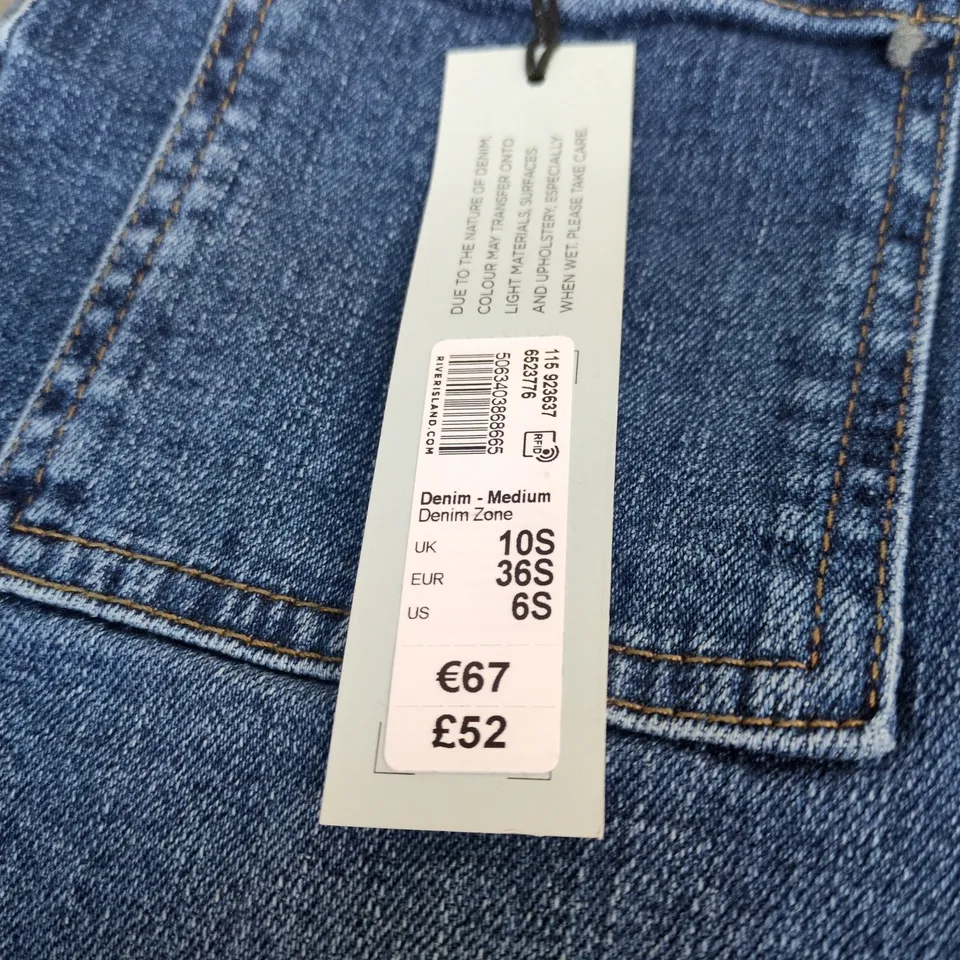 DUE TO THE NATURE OF DENIM,
COLOUR MAY TRANSFER ONTO
LIGHT MATERIALS, SURFACES
AND UPHOLSTERY, ESPECIALLY
WHEN WET. PLEASE TAKE CARE.
115 923637
6523776
RFID
5063403868665
RIVERISLAND.COM
Denim - Medium
Denim Zone
UK 10S
EUR 36S
US 6S
€67
£52